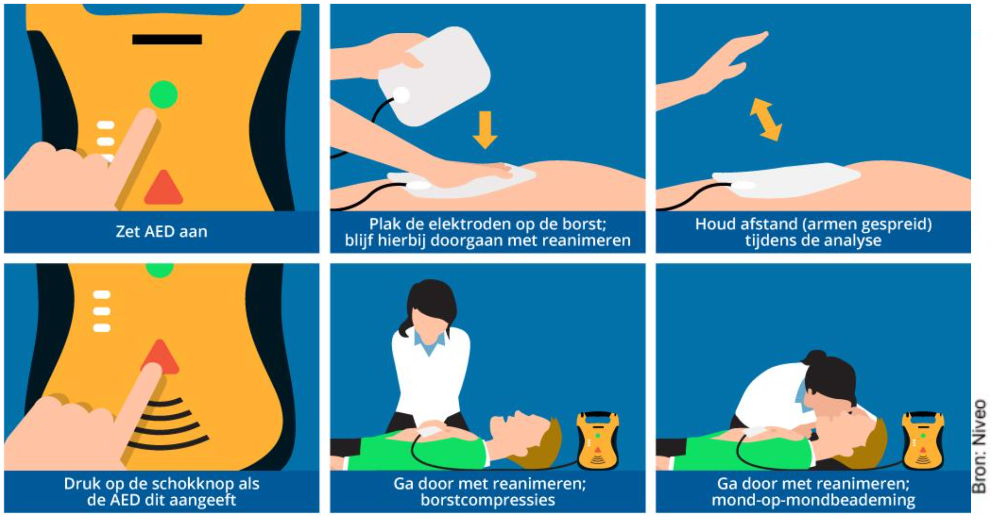 Zet AED aan
Plak de elektroden op de borst;
blijf hierbij doorgaan met reanimeren
Houd afstand (armen gespreid)
tijdens de analyse
Druk op de schokknop als
de AED dit aangeeft
Ga door met reanimeren;
borstcompressies
Ga door met reanimeren;
mond-op-mondbeademing
Bron: Niveo